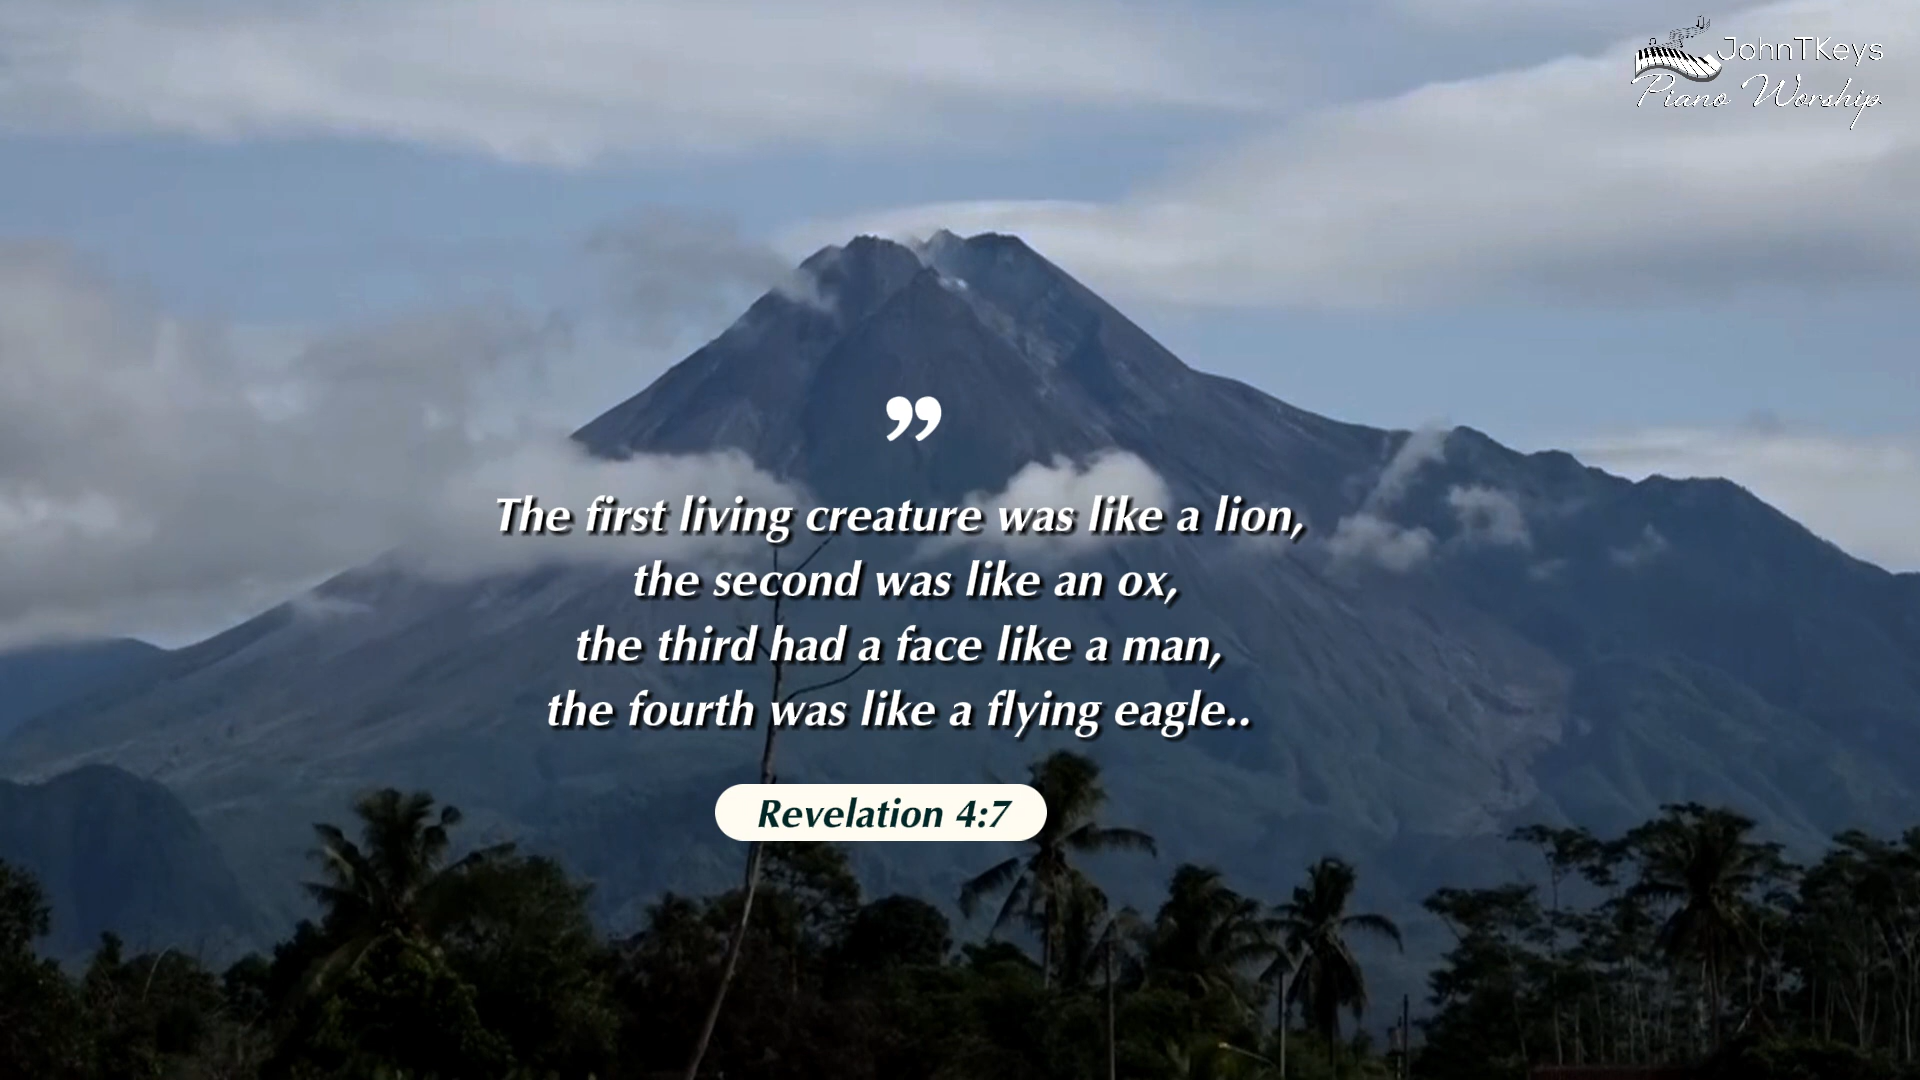 JohnTKeys
Piano Worship
”
The first living creature was like a lion,
the second was like an ox,
the third had a face like a man,
the fourth was like a flying eagle..
Revelation 4:7